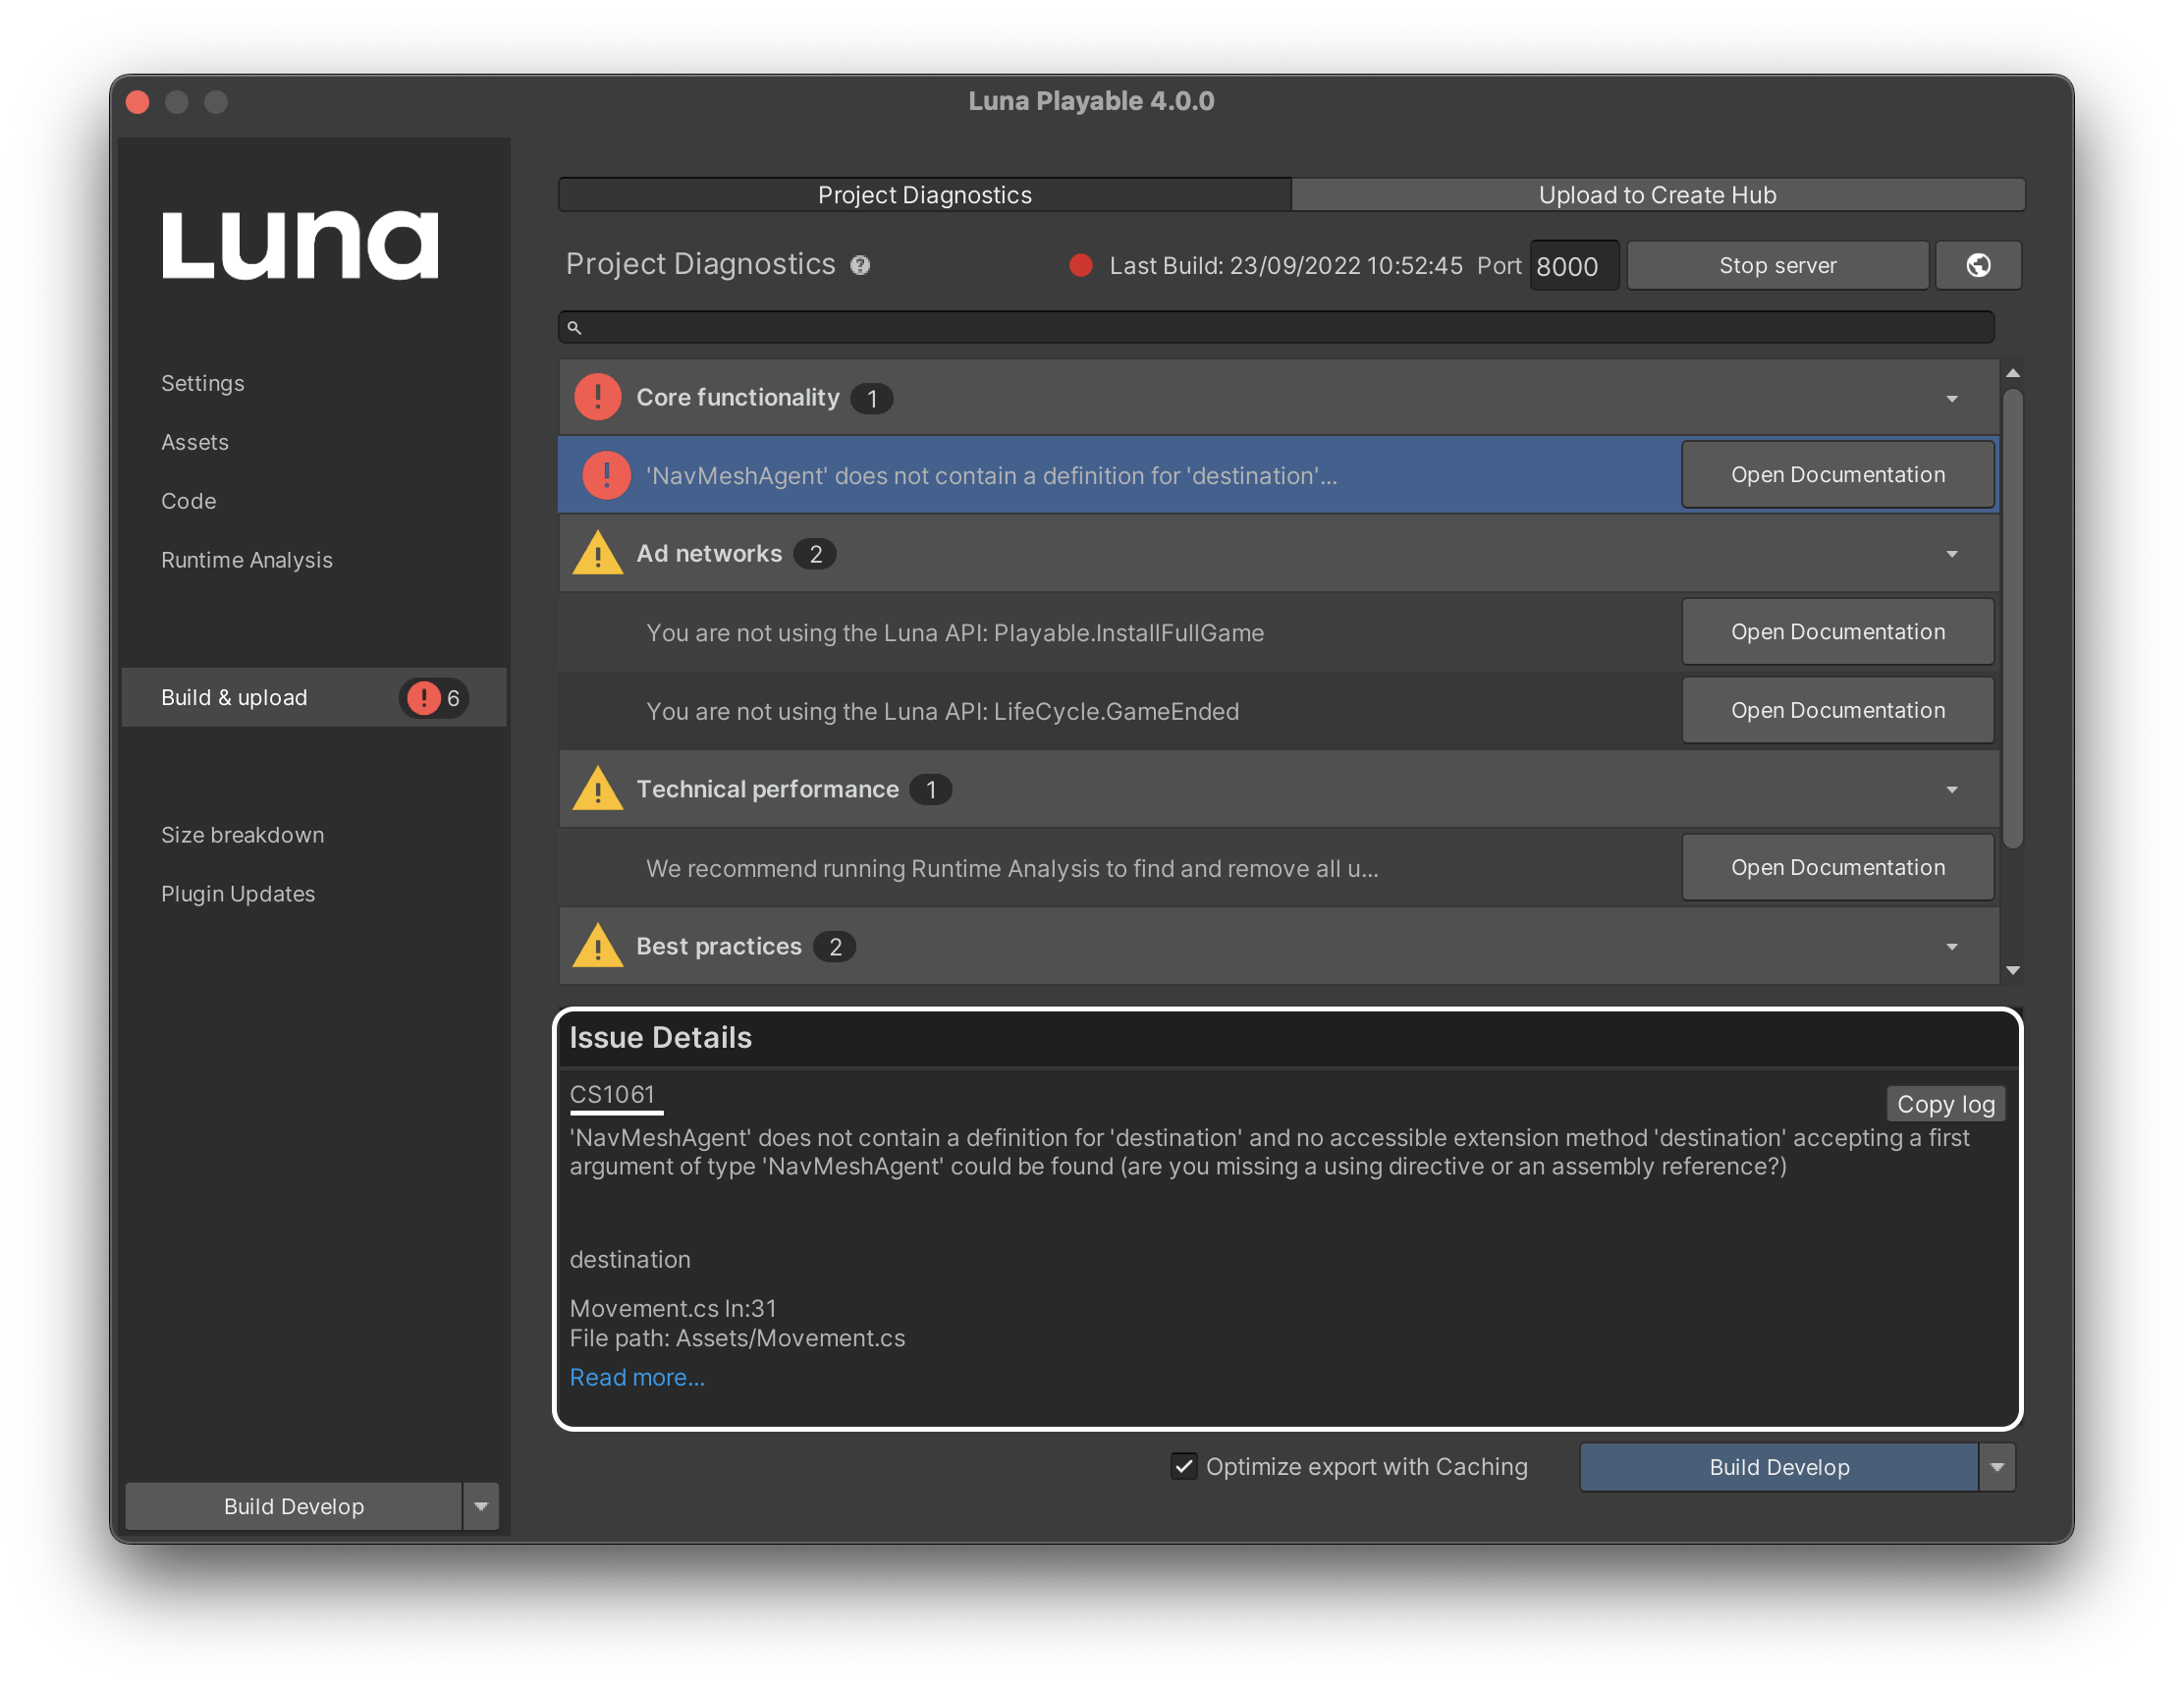 Luna Playable 4.0.0
Luna
Settings
Assets
Code
Runtime Analysis
Build & upload 6
Size breakdown
Plugin Updates
Build Develop
Project Diagnostics Upload to Create Hub
Project Diagnostics ? Last Build: 23/09/2022 10:52:45 Port 8000 Stop server
Core functionality 1
'NavMeshAgent' does not contain a definition for 'destination'... Open Documentation
Ad networks 2
You are not using the Luna API: Playable.InstallFullGame Open Documentation
You are not using the Luna API: LifeCycle.GameEnded Open Documentation
Technical performance 1
We recommend running Runtime Analysis to find and remove all u... Open Documentation
Best practices 2
Issue Details
CS1061 Copy log
'NavMeshAgent' does not contain a definition for 'destination' and no accessible extension method 'destination' accepting a first
argument of type 'NavMeshAgent' could be found (are you missing a using directive or an assembly reference?)
destination
Movement.cs ln:31
File path: Assets/Movement.cs
Read more...
Optimize export with Caching Build Develop